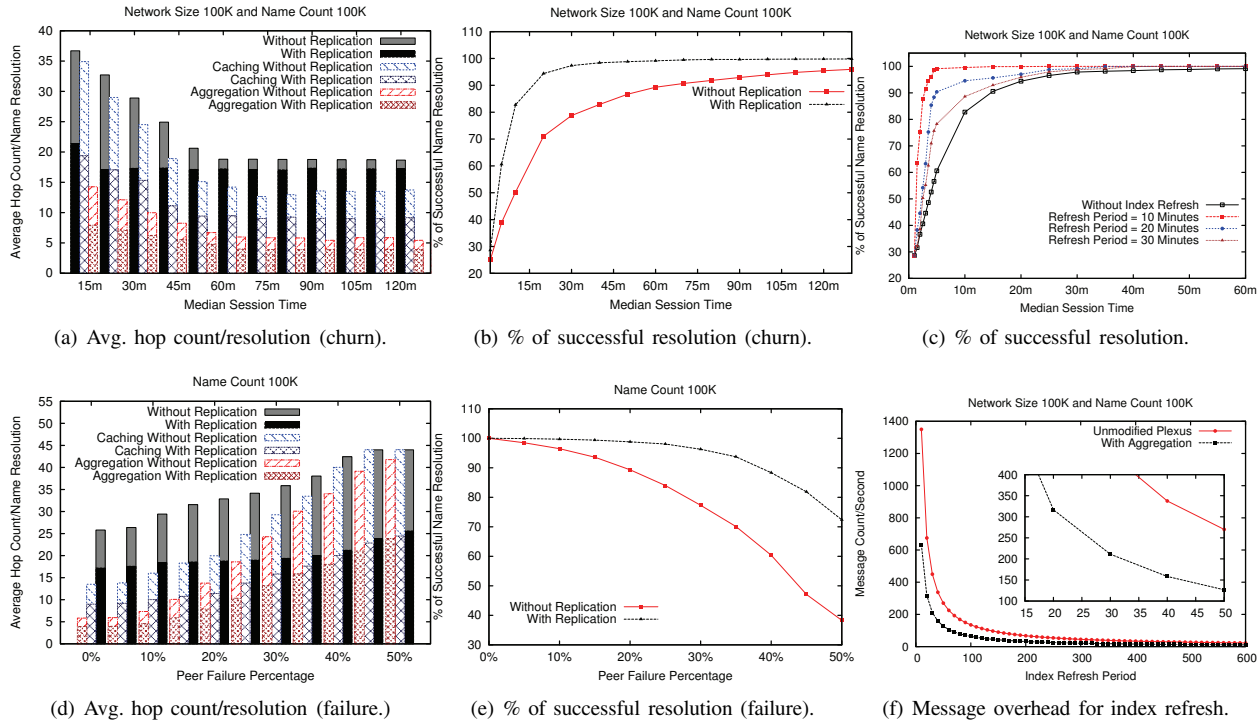 Network Size 100K and Name Count 100K
Average Hop Count/Name Resolution
40
35
30
25
20
15
10
5
0
Without Replication
With Replication
Caching Without Replication
Caching With Replication
Aggregation Without Replication
Aggregation With Replication
15m 30m 45m 60m 75m 90m 105m 120m
Median Session Time
(a) Avg. hop count/resolution (churn).
Network Size 100K and Name Count 100K
% of Successful Name Resolution
110
100
90
80
70
60
50
40
30
20
Without Replication
With Replication
15m 30m 45m 60m 75m 90m 105m 120m
Median Session Time
(b) % of successful resolution (churn).
Network Size 100K and Name Count 100K
% of Successful Name Resolution
100
90
80
70
60
50
40
30
20
Without Index Refresh
Refresh Period = 10 Minutes
Refresh Period = 20 Minutes
Refresh Period = 30 Minutes
0m 10m 20m 30m 40m 50m 60m
Median Session Time
(c) % of successful resolution.
Name Count 100K
Average Hop Count/Name Resolution
55
50
45
40
35
30
25
20
15
10
5
0
Without Replication
With Replication
Caching Without Replication
Caching With Replication
Aggregation Without Replication
Aggregation With Replication
0% 10% 20% 30% 40% 50%
Peer Failure Percentage
(d) Avg. hop count/resolution (failure.)
Name Count 100K
% of Successful Name Resolution
110
100
90
80
70
60
50
40
30
Without Replication
With Replication
0% 10% 20% 30% 40% 50%
Peer Failure Percentage
(e) % of successful resolution (failure).
Network Size 100K and Name Count 100K
Message Count/Second
1400
1200
1000
800
600
400
200
0
Unmodified Plexus
With Aggregation
400
350
300
250
200
150
100
15 20 25 30 35 40 45 50
0 100 200 300 400 500 600
Index Refresh Period
(f) Message overhead for index refresh.